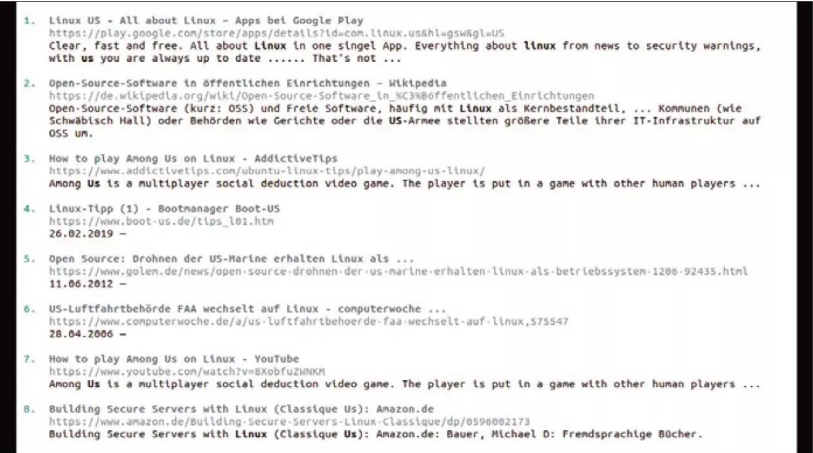 1. Linux US - All about Linux – Apps bei Google Play
https://play.google.com/store/apps/details?id=com.linux.us&hl=gsw&gl=US
Clear, fast and free. All about Linux in one singel App. Everything about linux from news to security warnings,
with us you are always up to date ...... That's not ...
2. Open-Source-Software in öffentlichen Einrichtungen – Wikipedia
https://de.wikipedia.org/wiki/Open-Source-Software_in_%C3%B6ffentlichen_Einrichtungen
Open-Source-Software (kurz: OSS) und Freie Software, häufig mit Linux als Kernbestandteil, ... Kommunen (wie
Schwäbisch Hall) oder Behörden wie Gerichte oder die US-Armee stellten größere Teile ihrer IT-Infrastruktur auf
OSS um.
3. How to play Among Us on Linux - AddictiveTips
https://www.addictivetips.com/ubuntu-linux-tips/play-among-us-linux/
Among Us is a multiplayer social deduction video game. The player is put in a game with other human players ...
4. Linux-Tipp (1) - Bootmanager Boot-US
https://www.boot-us.de/tips_l01.htm
26.02.2019 —
5. Open Source: Drohnen der US-Marine erhalten Linux als ...
https://www.golem.de/news/open-source-drohnen-der-us-marine-erhalten-linux-als-betriebssystem-1206-92435.html
11.06.2012 —
6. US-Luftfahrtbehörde FAA wechselt auf Linux - computerwoche ...
https://www.computerwoche.de/a/us-luftfahrtbehoerde-faa-wechselt-auf-linux,575547
28.04.2006 —
7. How to play Among Us on Linux - YouTube
https://www.youtube.com/watch?v=8XobfuZWNKM
Among Us is a multiplayer social deduction video game. The player is put in a game with other human players ...
8. Building Secure Servers with Linux (Classique Us): Amazon.de
https://www.amazon.de/Building-Secure-Servers-Linux-Classique/dp/0596002173
Building Secure Servers with Linux (Classique Us): Amazon.de: Bauer, Michael D: Fremdsprachige Bücher.